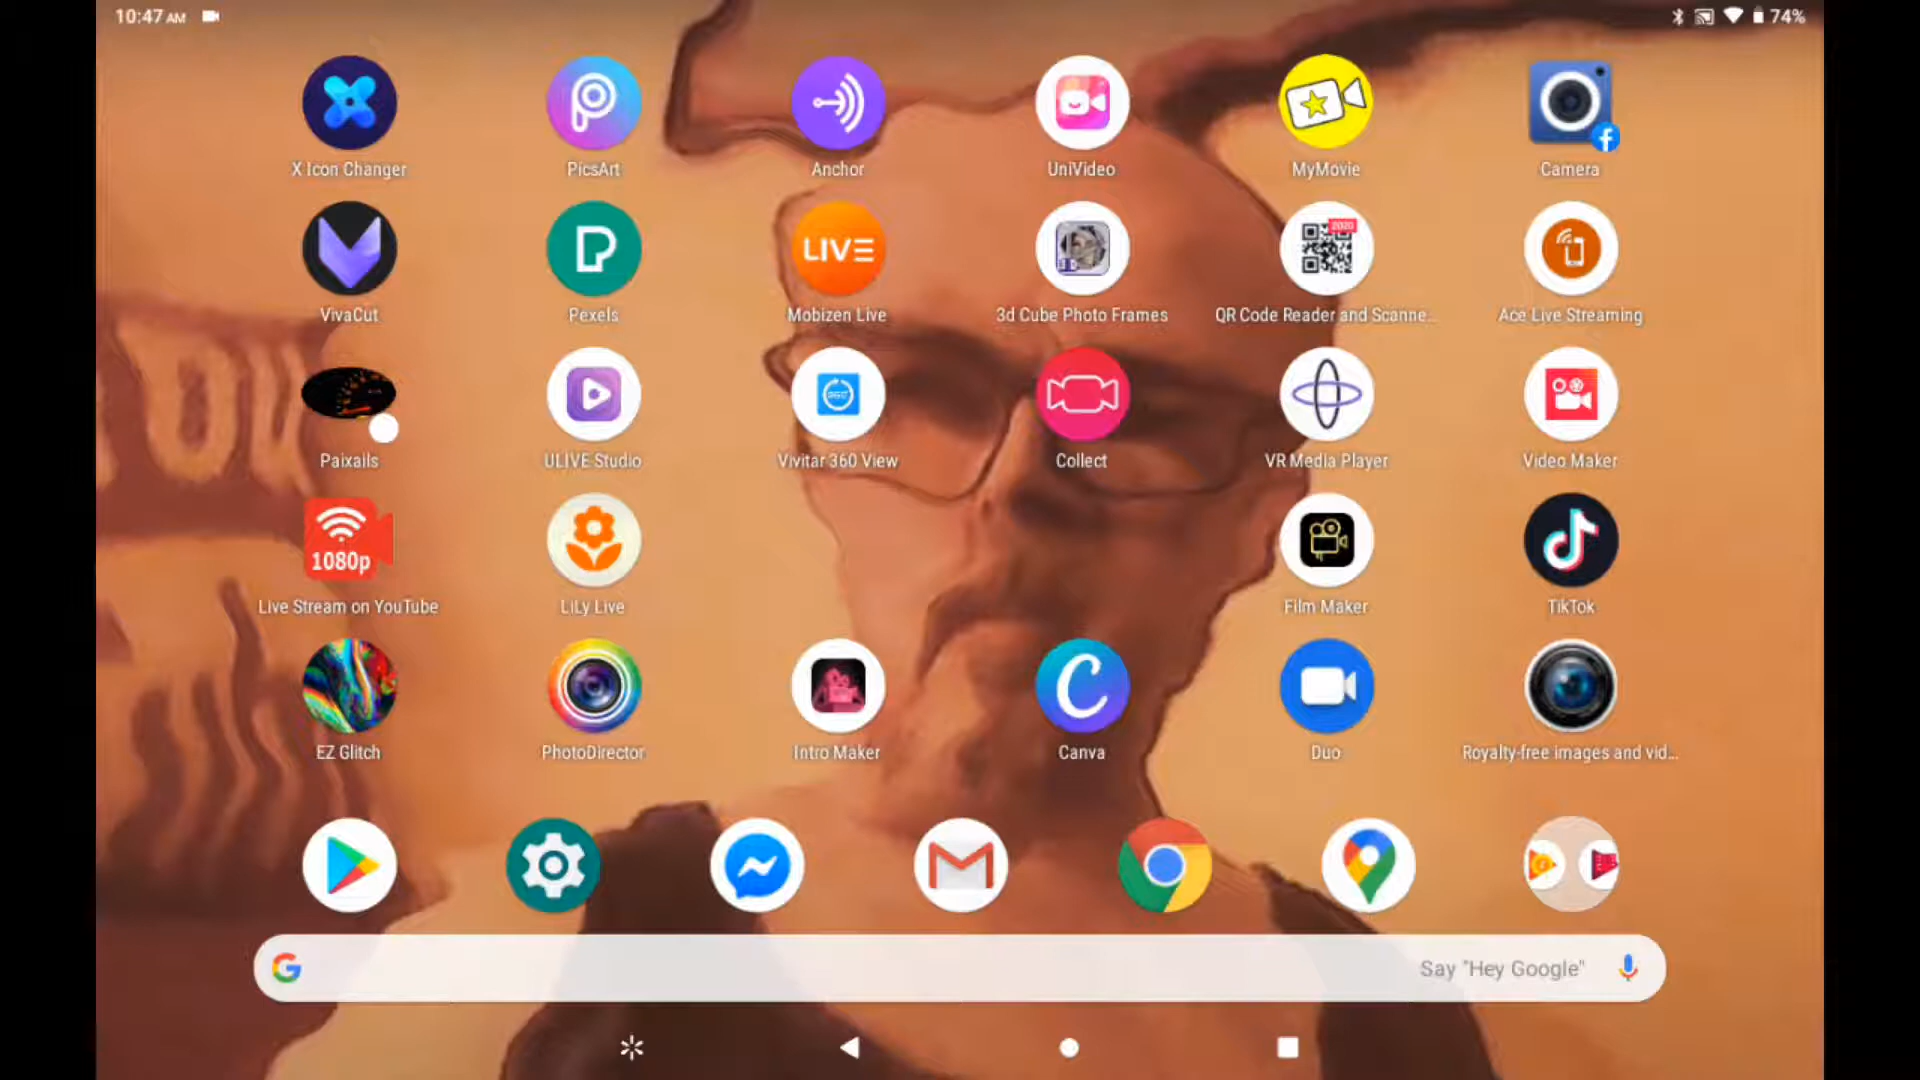 10:47 AM
74%
X Icon Changer
PicsArt
Anchor
UniVideo
MyMovie
Camera
LIVE
2020
VivaCut
Pexels
Mobizen Live
3d Cube Photo Frames
QR Code Reader and Scanne...
Ace Live Streaming
360°
Paixails
ULIVE Studio
Vivitar 360 View
Collect
VR Media Player
Video Maker
1080p
Live Stream on YouTube
LiLy Live
Film Maker
TikTok
EZ Glitch
PhotoDirector
Intro Maker
Canva
Duo
Royalty-free images and vid...
Say "Hey Google"